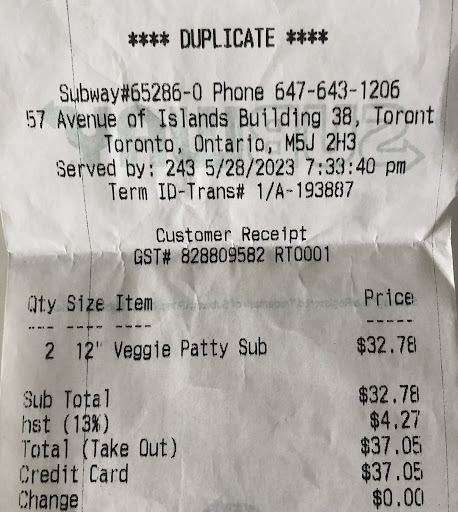 **** DUPLICATE ****
Subway#65286-0 Phone 647-643-1206
57 Avenue of Islands Building 38, Toront
Toronto, Ontario, M5J 2H3
Served by: 243 5/28/2023 7:33:40 pm
Term ID-Trans# 1/A-193887
Customer Receipt
GST# 828809582 RT0001
Qty Size Item Price
--- ---- ---- -----
2 12" Veggie Patty Sub $32.78
Sub Total $32.78
hst (13%) $4.27
Total (Take Out) $37.05
Credit Card $37.05
Change $0.00